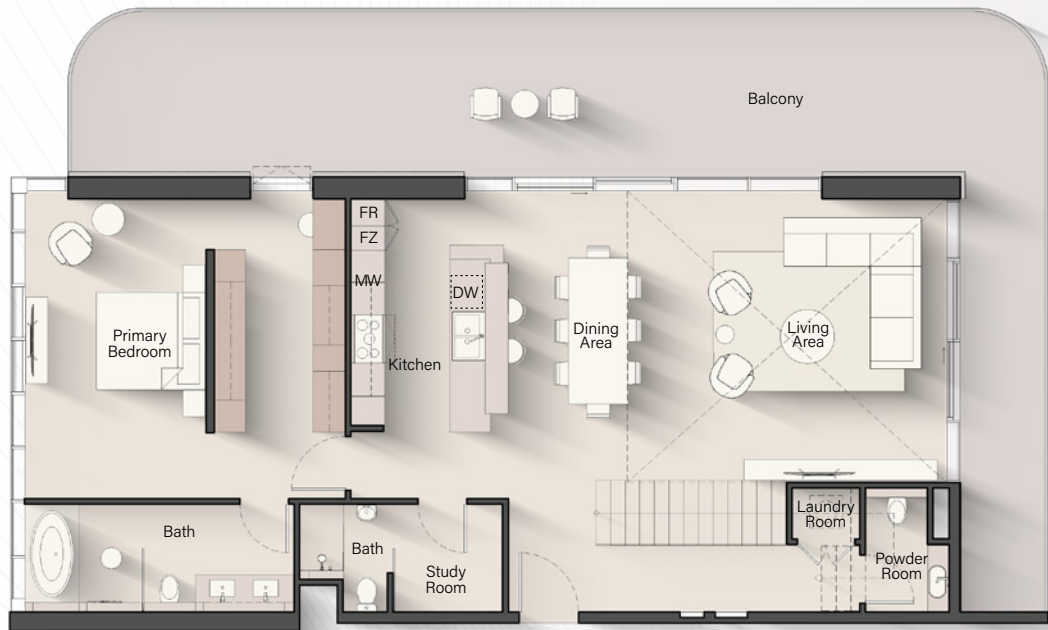 Balcony
FR
FZ
MW
DW
Primary
Bedroom
Kitchen
Dining
Area
Living
Area
Bath
Bath
Study
Room
Laundry
Room
Powder
Room